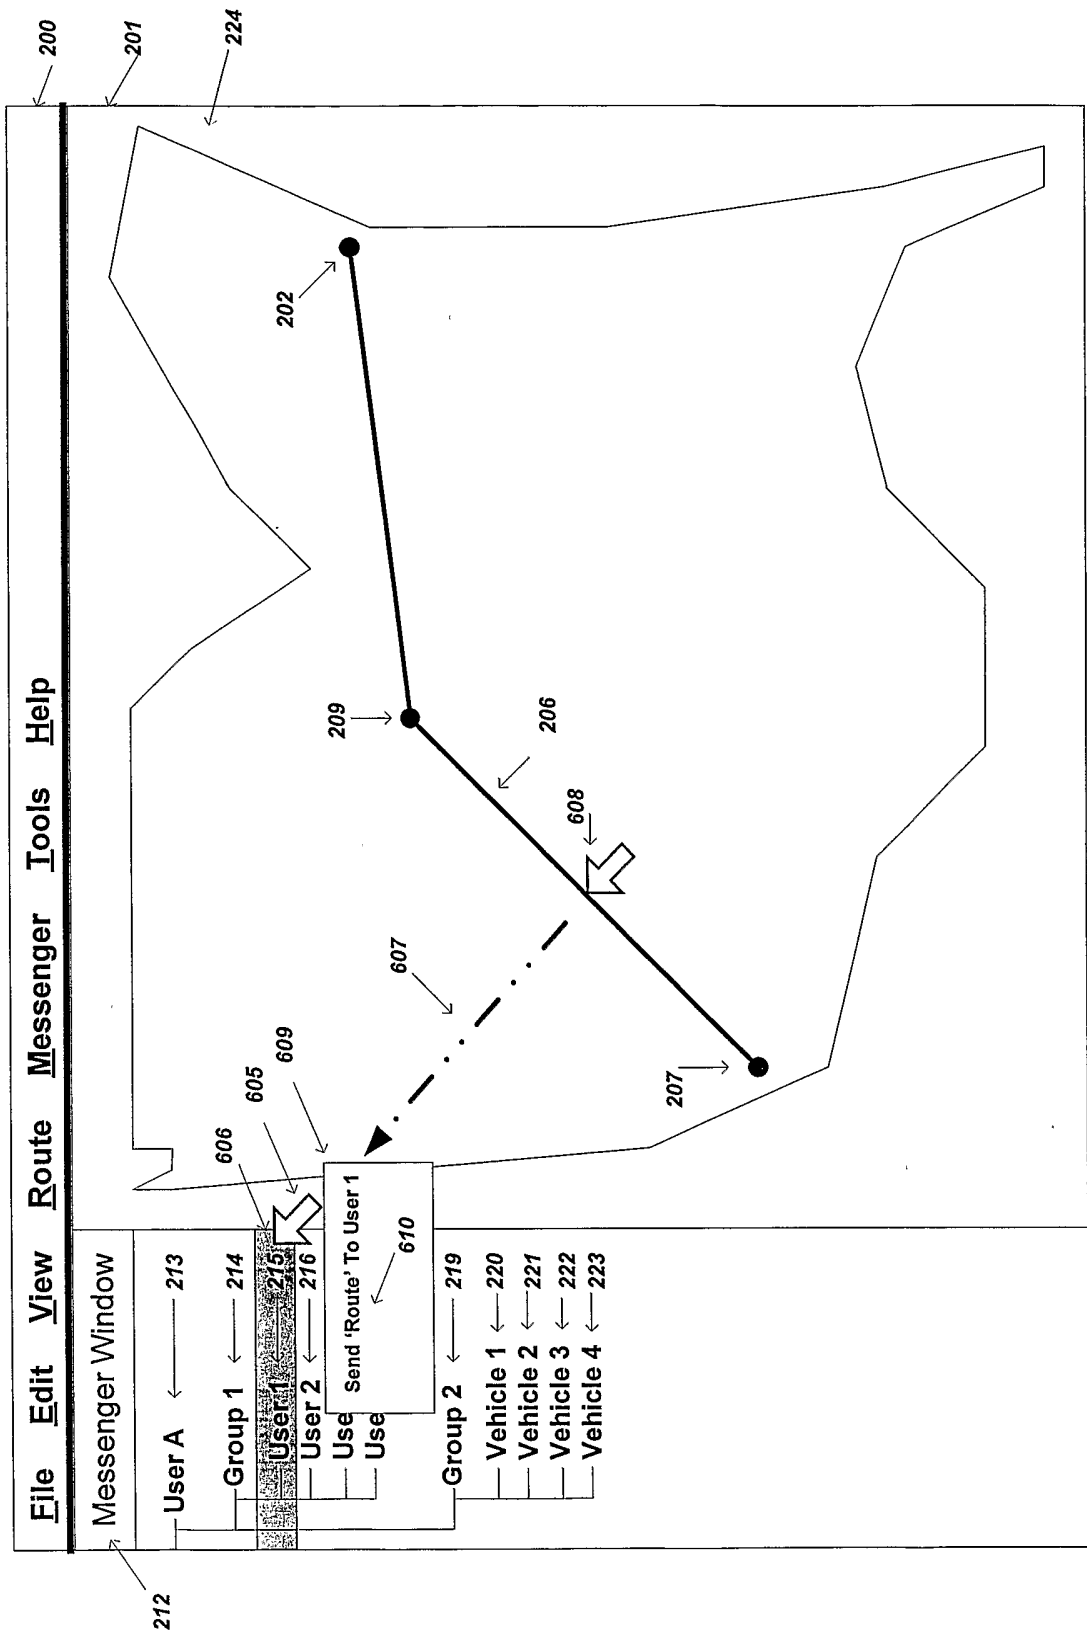 200
File Edit View Route Messenger Tools Help
201
224
212
Messenger Window
User A 213
Group 1 214
User 1 215
User 2 216
Use
Use
Group 2 219
Vehicle 1 220
Vehicle 2 221
Vehicle 3 222
Vehicle 4 223
606
605
609
Send 'Route' To User 1
610
607
608
206
209
202
207